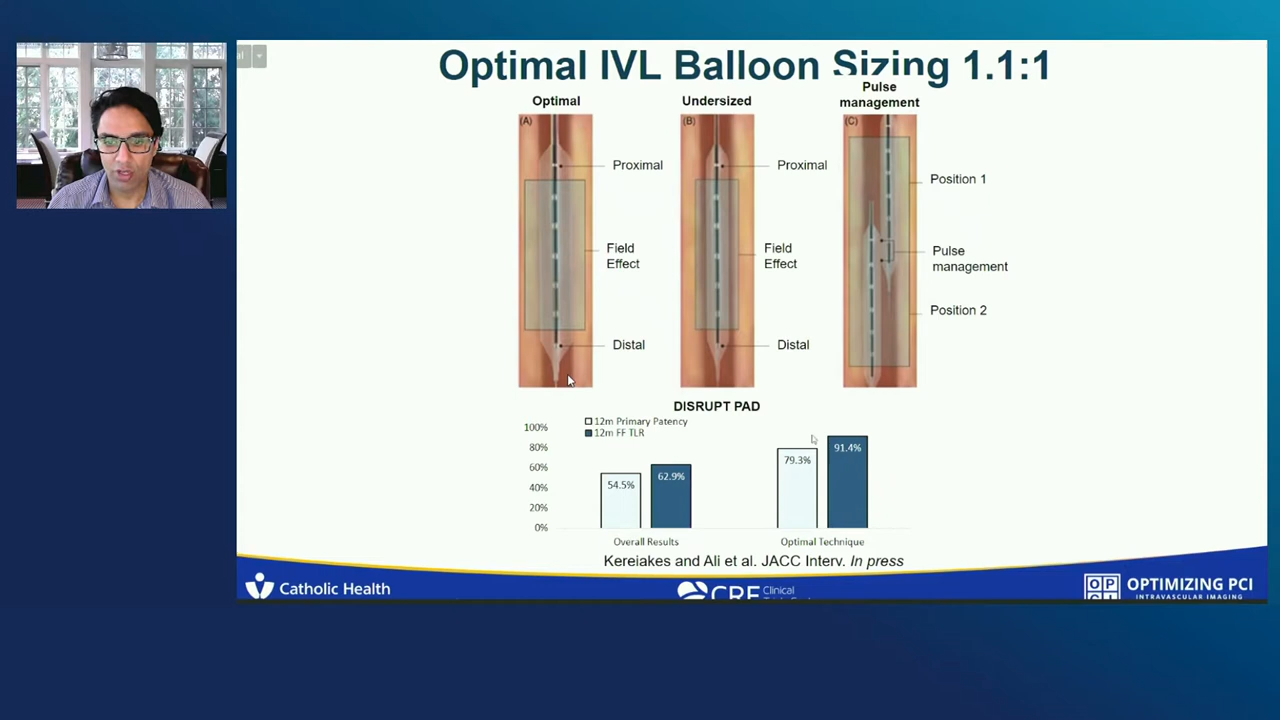 Optimal IVL Balloon Sizing 1.1:1
Optimal
Undersized
Pulse
management
(A)
(B)
(C)
Proximal
Proximal
Position 1
Field
Effect
Field
Effect
Pulse
management
Position 2
Distal
Distal
DISRUPT PAD
12m Primary Patency
12m FF TLR
100%
80%
60%
40%
20%
0%
54.5%
62.9%
79.3%
91.4%
Overall Results
Optimal Technique
Kereiakes and Ali et al. JACC Interv. In press
Catholic Health
CRF
Clinical
OPTIMIZING PCI
INTRAVASCULAR IMAGING